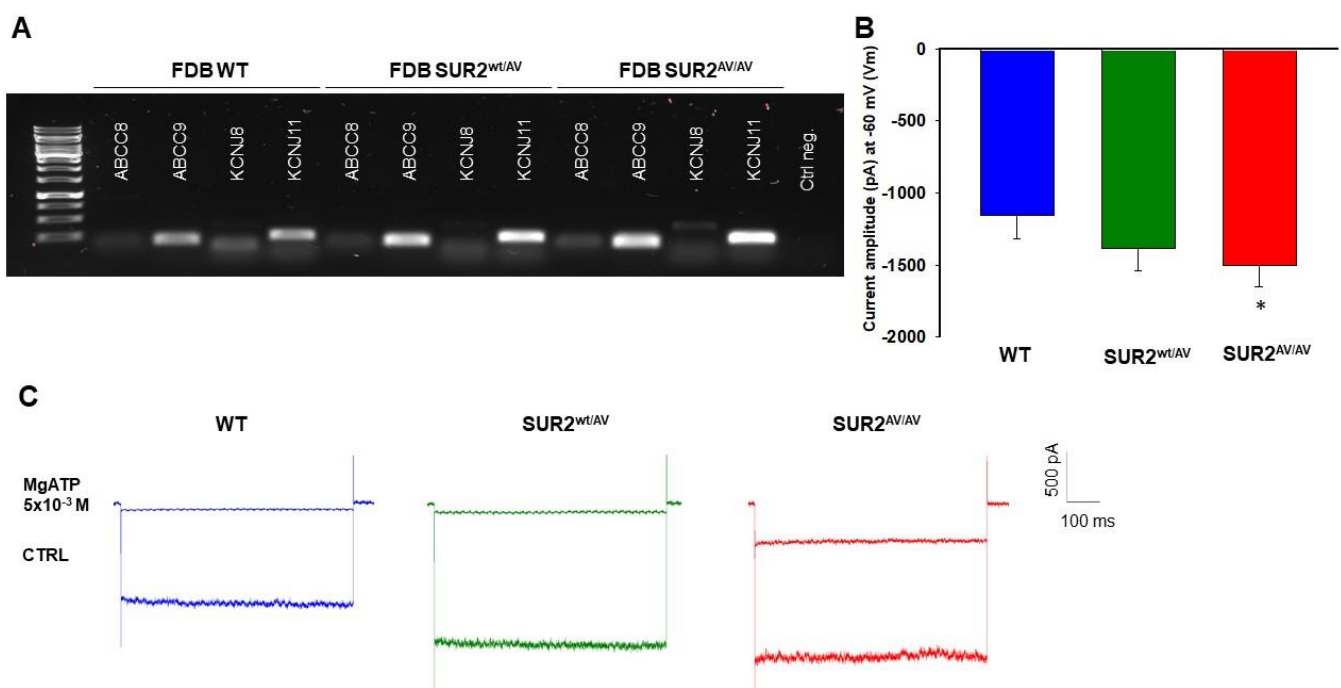 A
FDB WT
FDB SUR2wt/AV
FDB SUR2AV/AV
ABCC8
ABCC9
KCNJ8
KCNJ11
ABCC8
ABCC9
KCNJ8
KCNJ11
ABCC8
ABCC9
KCNJ8
KCNJ11
Ctrl neg.
B
Current amplitude (pA) at -60 mV (Vm)
0
-500
-1000
-1500
-2000
*
WT
SUR2wt/AV
SUR2AV/AV
C
WT
SUR2wt/AV
SUR2AV/AV
MgATP
5x10-3 M
CTRL
500 pA
100 ms